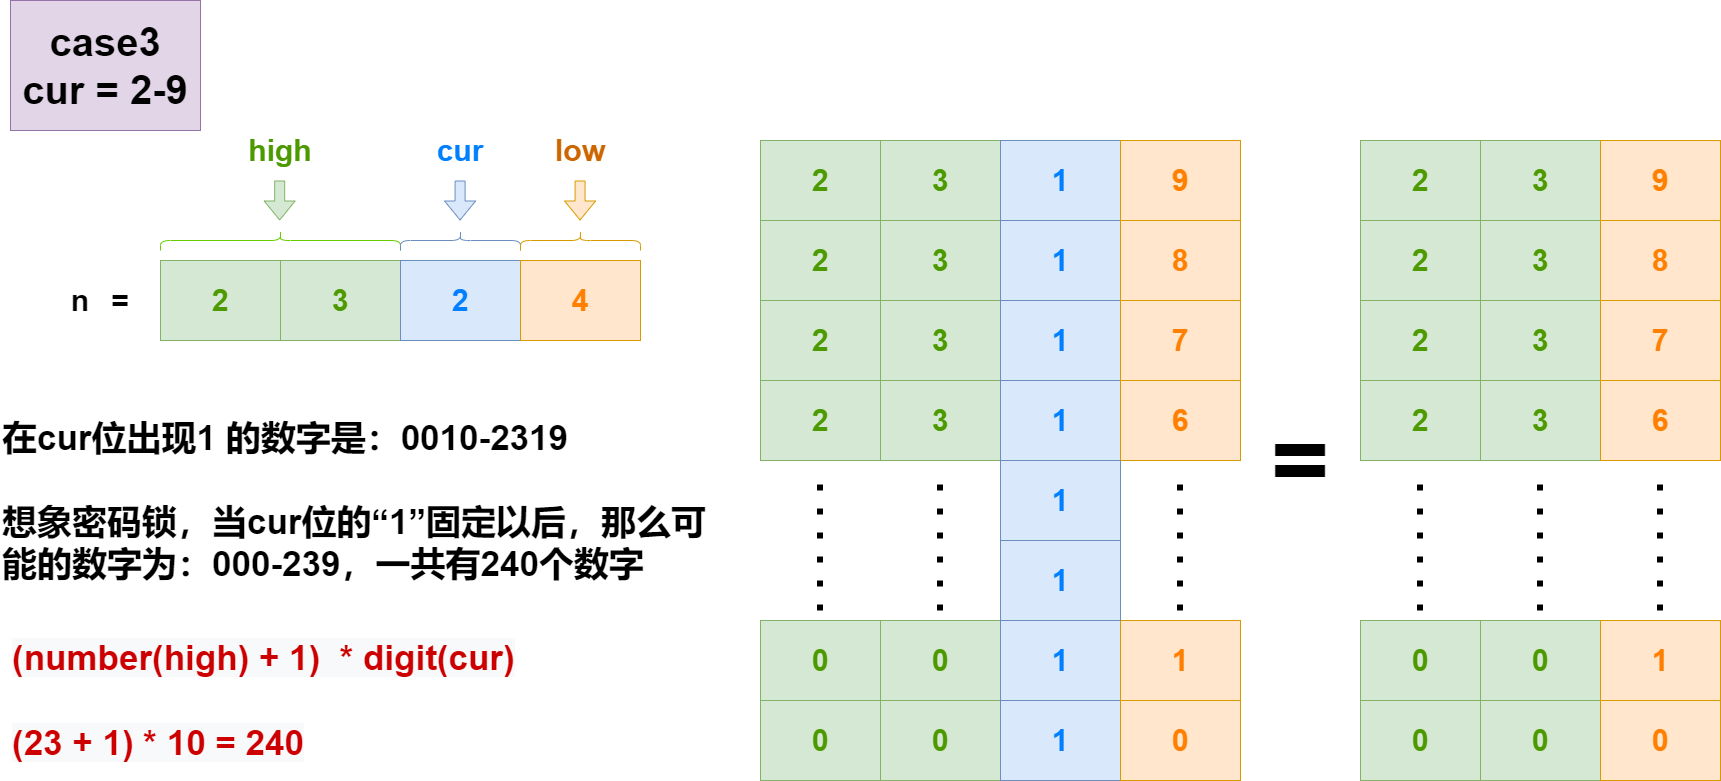 case3
cur = 2-9
high cur low
n = 2 3 2 4
在cur位出现1 的数字是：0010-2319
想象密码锁，当cur位的“1”固定以后，那么可
能的数字为：000-239，一共有240个数字
(number(high) + 1) * digit(cur)
(23 + 1) * 10 = 240
2 3 1 9
2 3 1 8
2 3 1 7
2 3 1 6
1
1
0 0 1 1
0 0 1 0
=
2 3 9
2 3 8
2 3 7
2 3 6
0 0 1
0 0 0